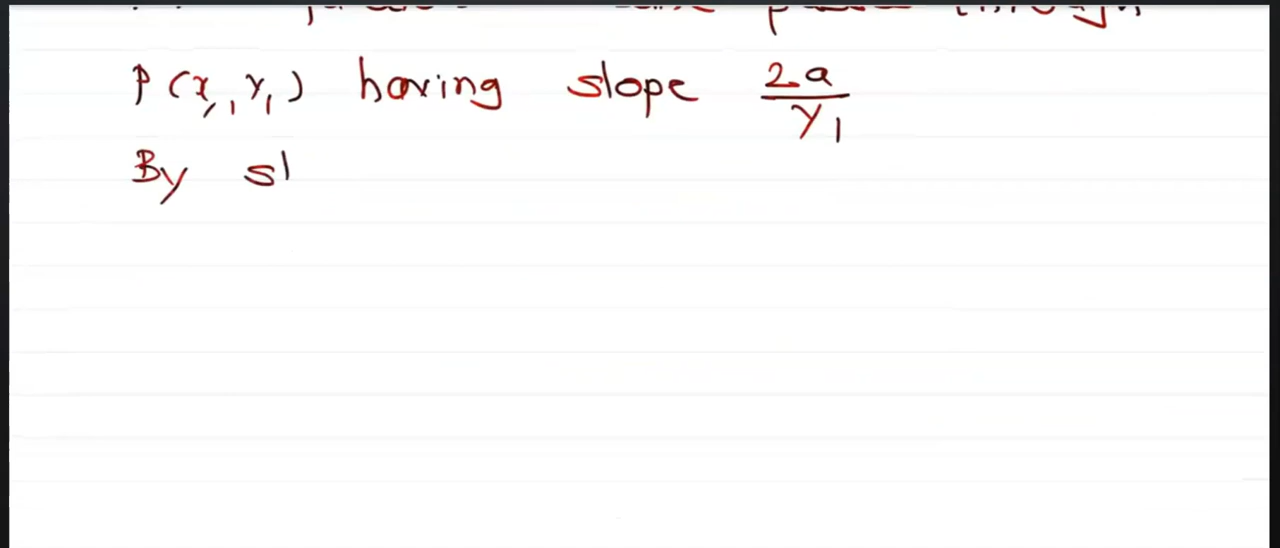 P(x₁, y₁) having slope 2a/y₁
By sl